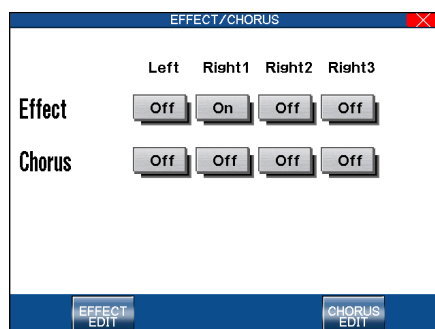 EFFECT/CHORUS
Left Right1 Right2 Right3
Effect Off On Off Off
Chorus Off Off Off Off
EFFECT EDIT
CHORUS EDIT